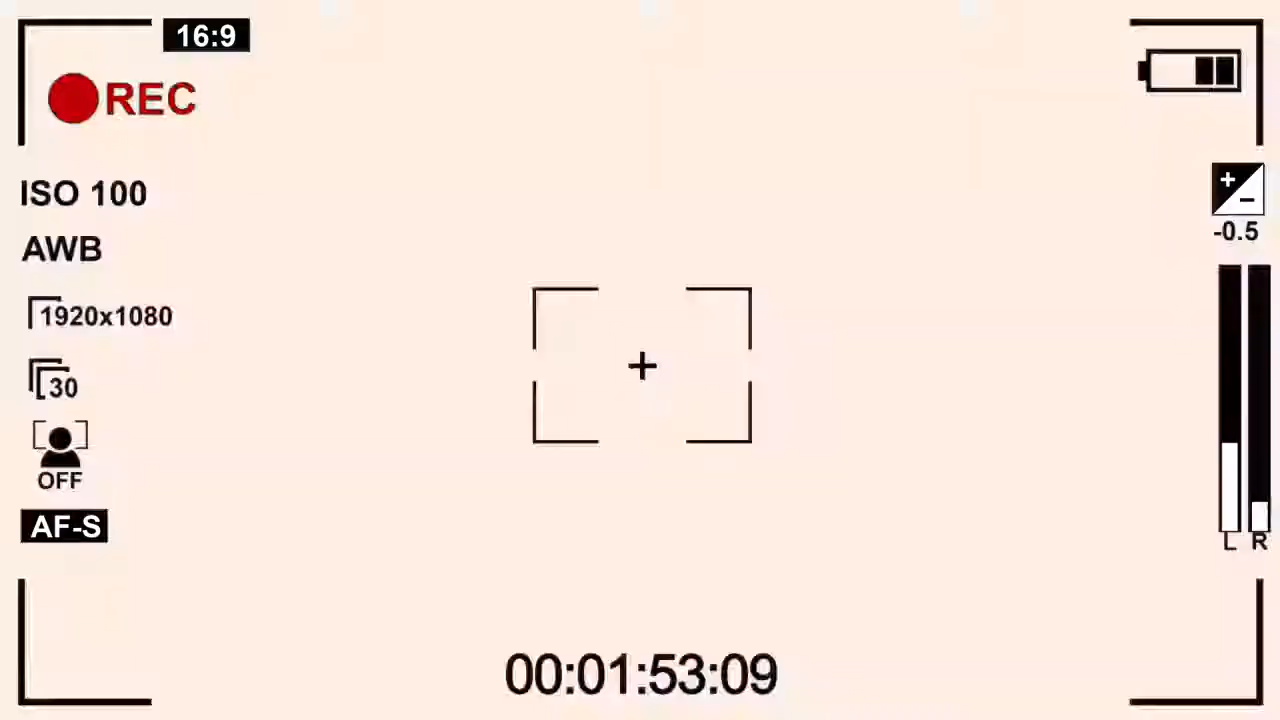 16:9
REC
ISO 100
AWB
1920x1080
30
OFF
AF-S
-0.5
L R
00:01:53:09